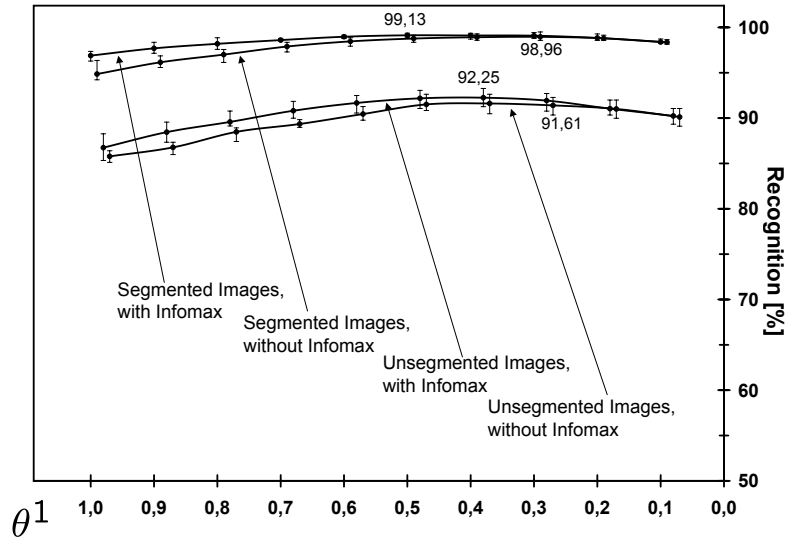 99,13
100
98,96
92,25
91,61
90
80
70
60
50
Recognition [%]
Segmented Images,
with Infomax
Segmented Images,
without Infomax
Unsegmented Images,
with Infomax
Unsegmented Images,
without Infomax
θ1 1,0 0,9 0,8 0,7 0,6 0,5 0,4 0,3 0,2 0,1 0,0